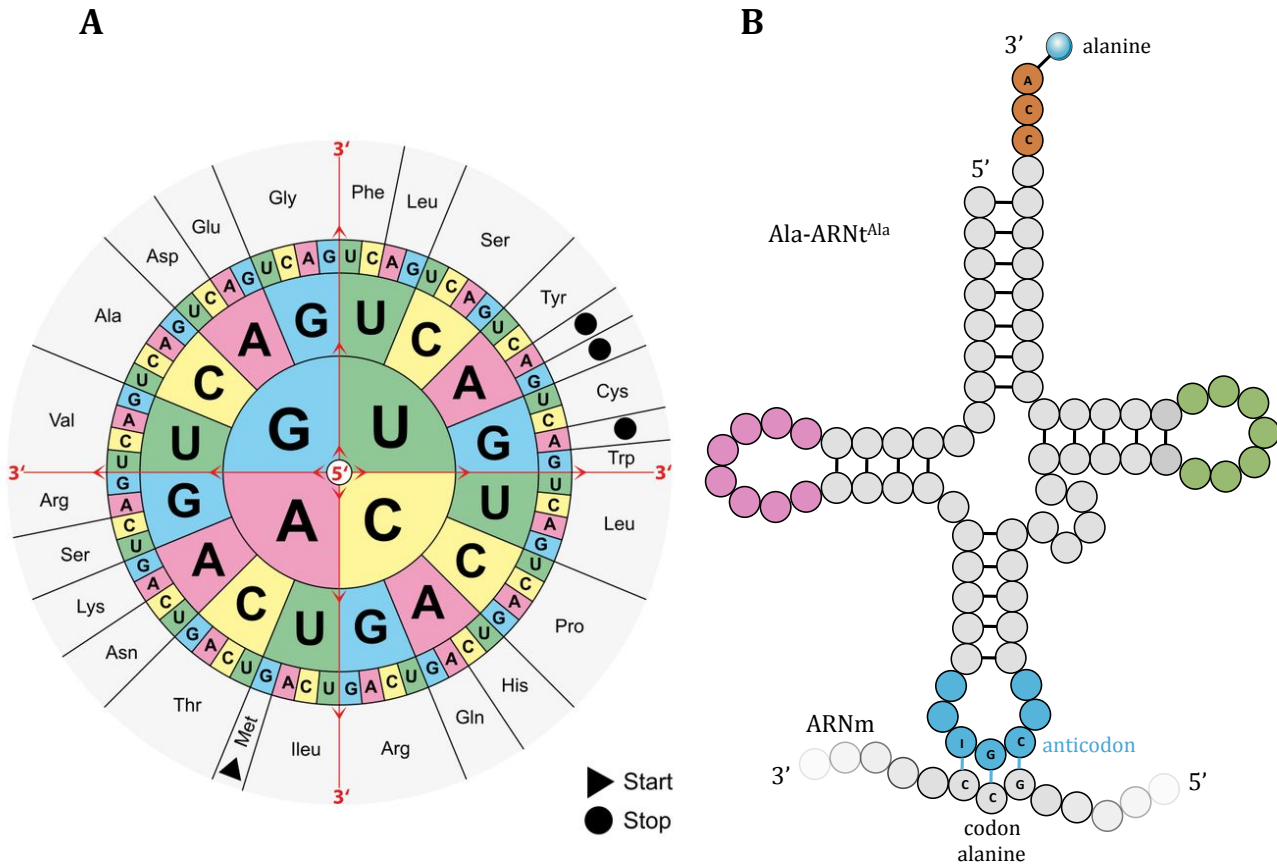 A
3'
Phe
Leu
Ser
Tyr
Cys
Trp
3'
Leu
Pro
His
Gln
Arg
3'
Ileu
Met
Thr
Asn
Lys
Ser
Arg
3'
Val
Ala
Asp
Glu
Gly
U C A G U C A G U C A G U C A G
U C A G U C A G U C A G U C A G
U C A G U C A G U C A G U C A G
U C A G U C A G U C A G U C A G
U C A G
U C A G
U C A G
U C A G
U C A G
5'
Start
Stop
B
3'
alanine
A
C
C
5'
Ala-ARNtAla
I G C
anticodon
ARNm
3'
C C G
5'
codon
alanine